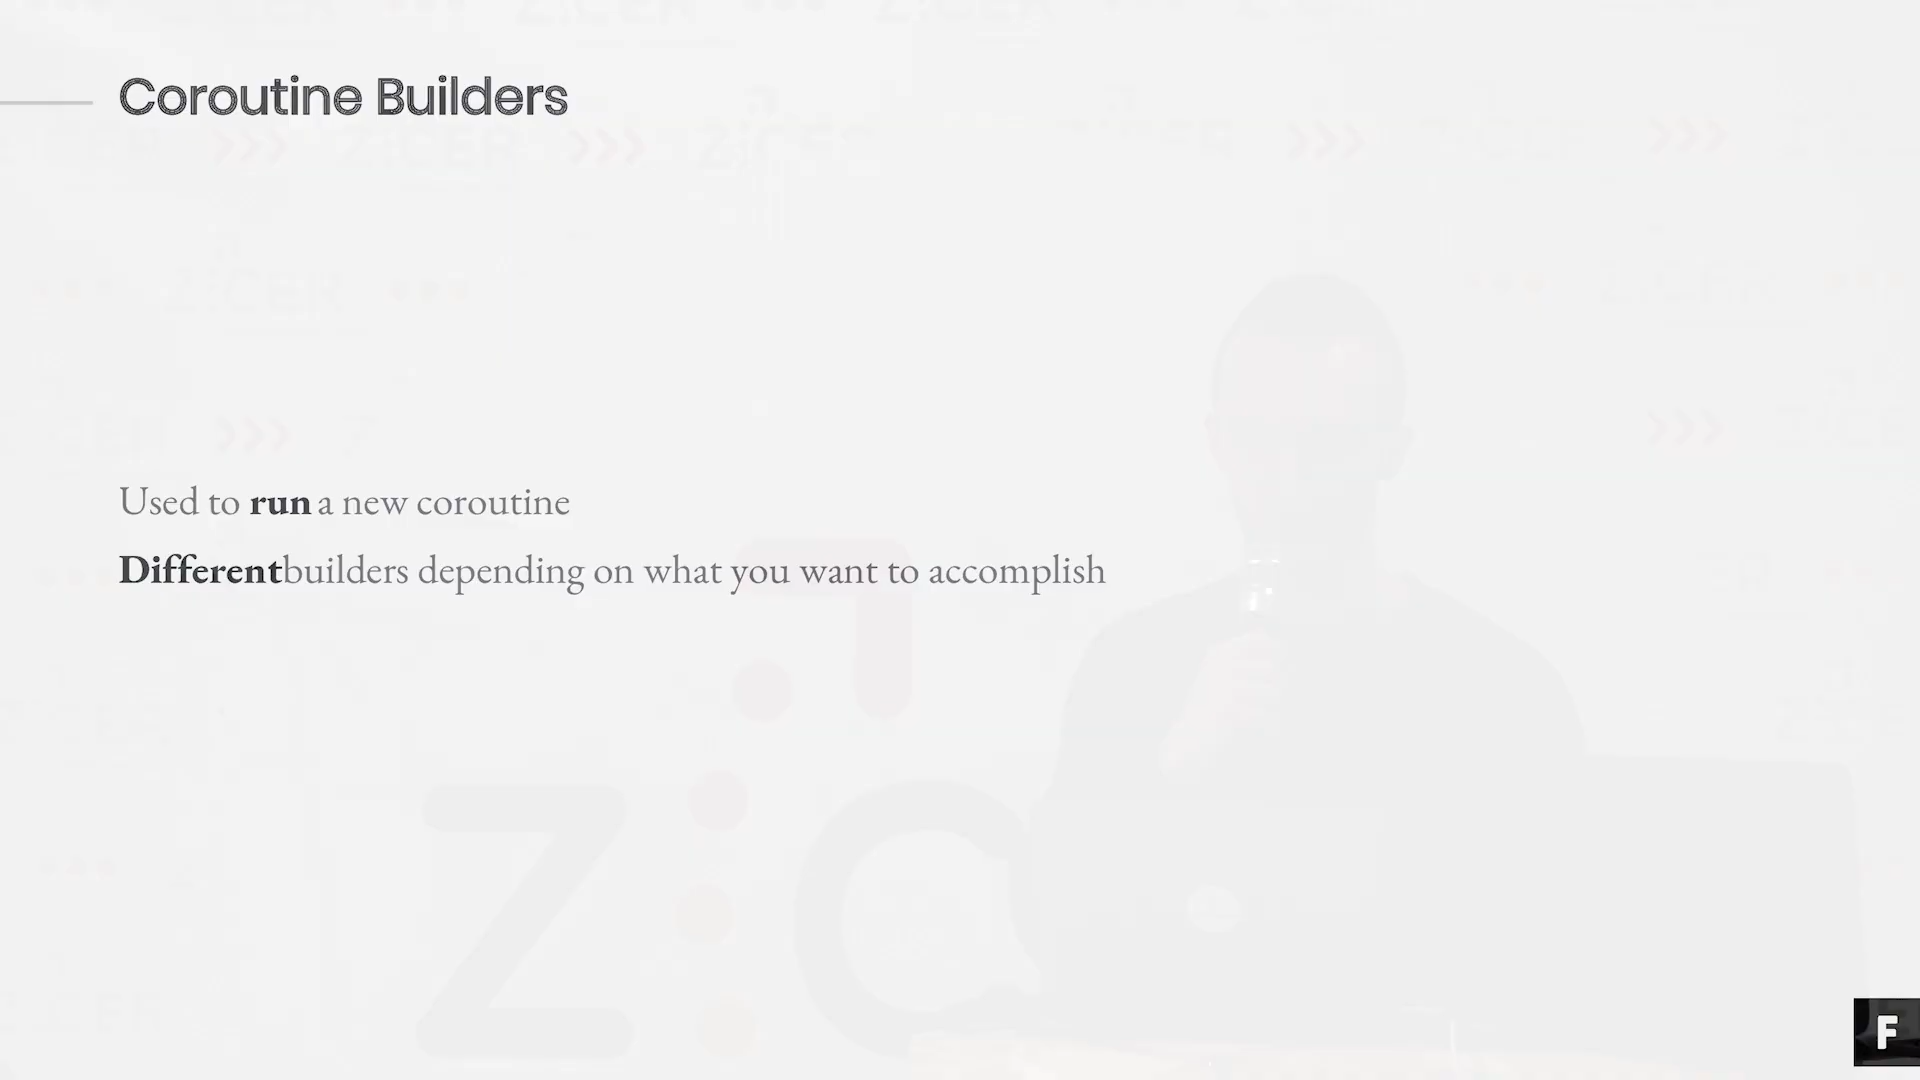 Coroutine Builders
Used to run a new coroutine
Different builders depending on what you want to accomplish
F